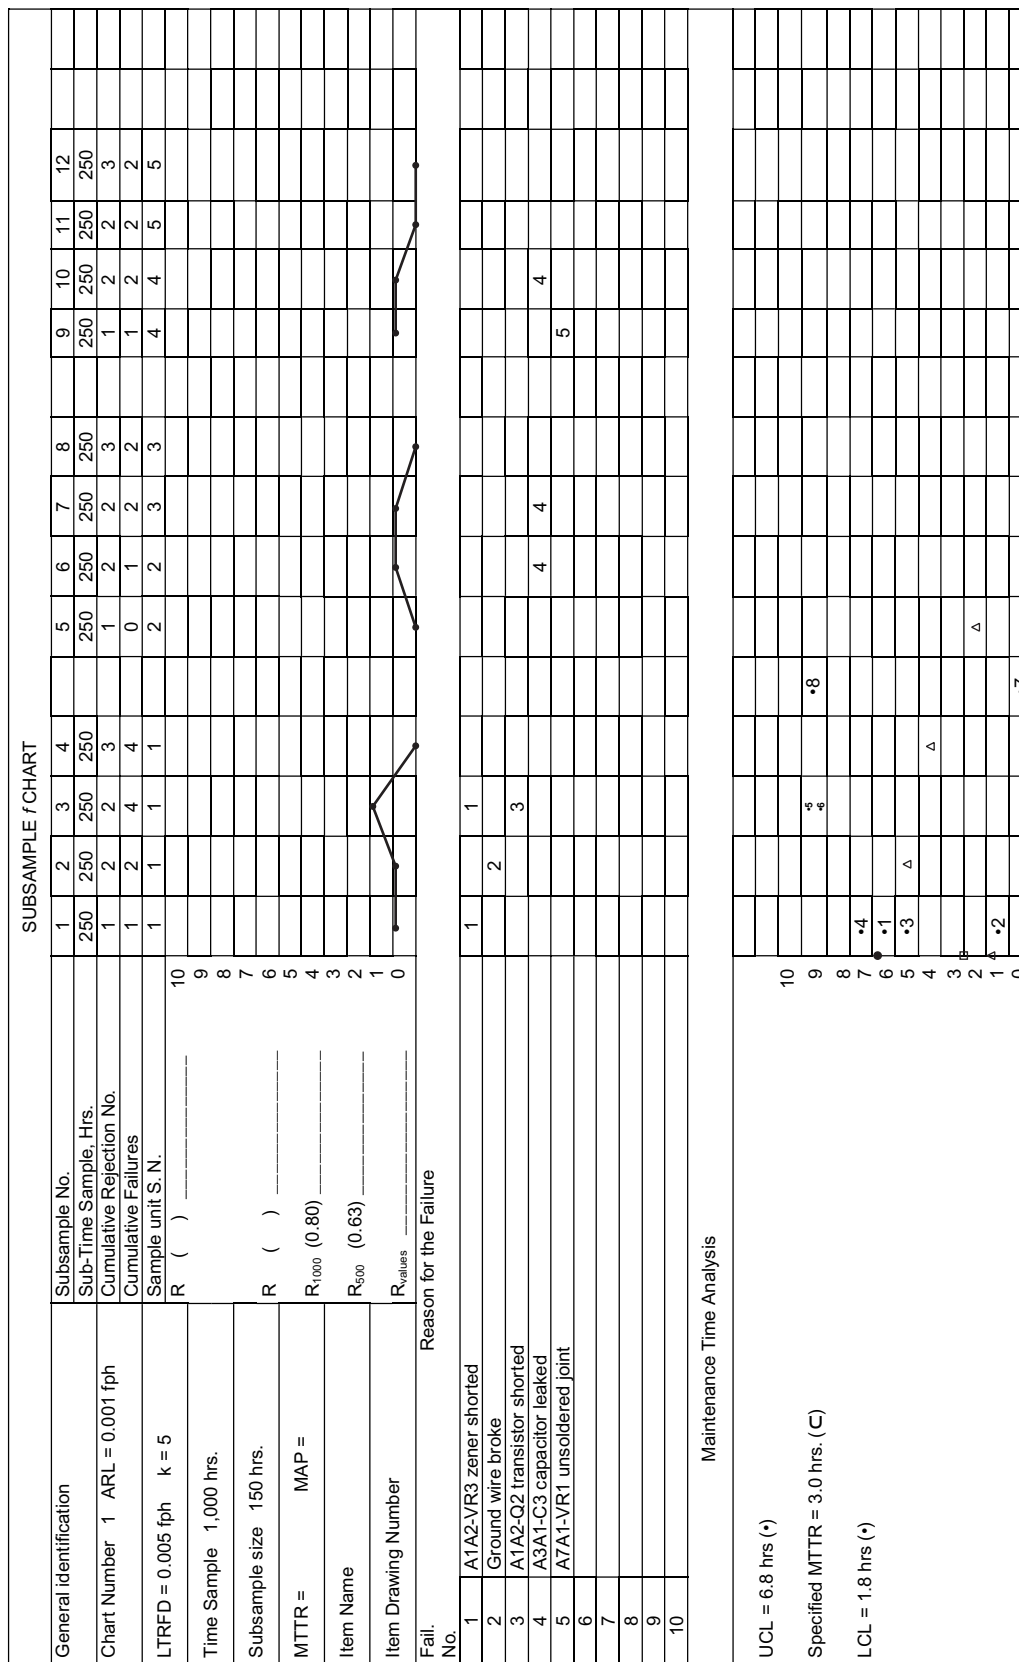 SUBSAMPLE f CHART
General identification
Subsample No. 1 2 3 4 5 6 7 8 9 10 11 12
Sub-Time Sample, Hrs. 250 250 250 250 250 250 250 250 250 250 250 250
Chart Number 1 ARL = 0.001 fph
Cumulative Rejection No. 1 2 2 3 1 2 2 3 1 2 2 3
Cumulative Failures 1 2 4 4 0 1 2 2 1 2 2 2
LTRFD = 0.005 fph k = 5
Sample unit S. N. 1 1 1 1 2 2 3 3 4 4 5 5
Time Sample 1,000 hrs.
R ( ) ____________
10
9
8
Subsample size 150 hrs.
7
R ( ) ____________
6
5
MTTR = MAP =
R1000 (0.80) ____________
4
3
Item Name
R500 (0.63) ____________
2
1
Item Drawing Number
Rvalues ____________
0
Fail. No.
Reason for the Failure
1 A1A2-VR3 zener shorted 1 1
2 Ground wire broke 2
3 A1A2-Q2 transistor shorted 3
4 A3A1-C3 capacitor leaked 4 4 4
5 A7A1-VR1 unsoldered joint 5
6
7
8
9
10
Maintenance Time Analysis
UCL = 6.8 hrs (•)
Specified MTTR = 3.0 hrs. (⊂)
LCL = 1.8 hrs (•)
10
9 •5 •6 •8
8
7 •4
6 •1
5 •3
4
3
2
1 •2
0